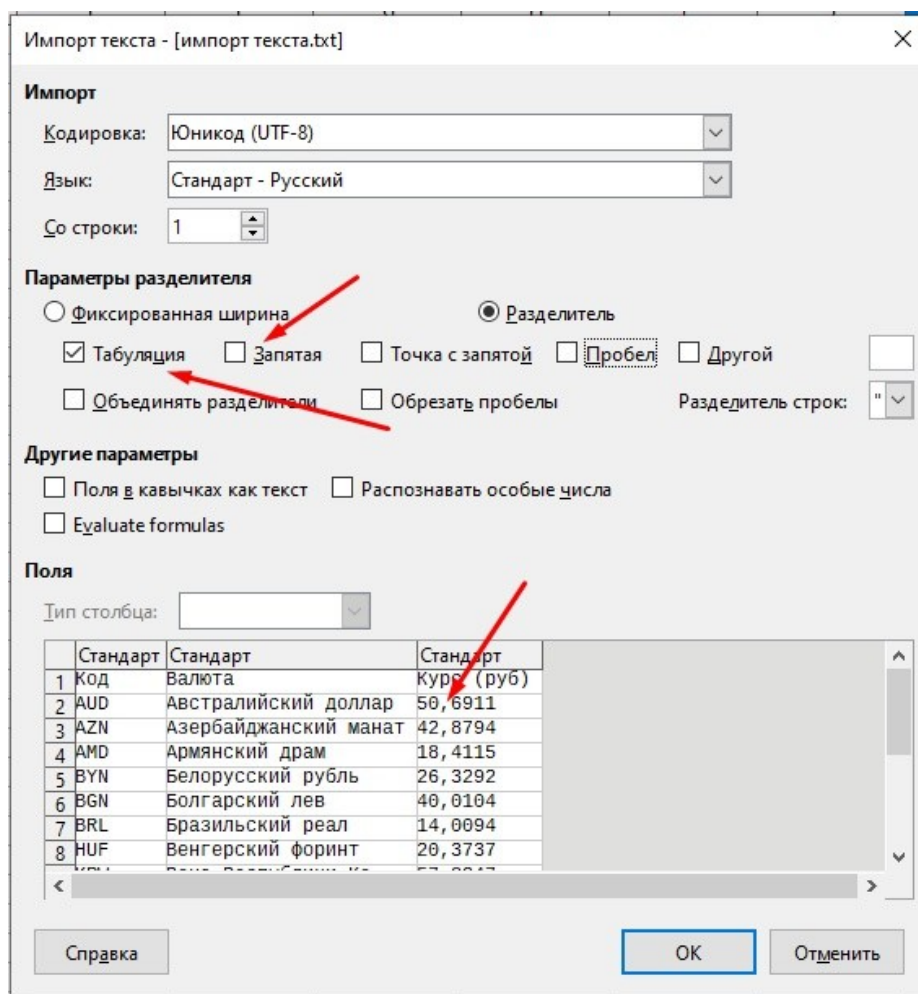 Импорт текста - [импорт текста.txt]
Импорт
Кодировка: Юникод (UTF-8)
Язык: Стандарт - Русский
Со строки: 1
Параметры разделителя
Фиксированная ширина Разделитель
Табуляция Запятая Точка с запятой Пробел Другой
Объединять разделители Обрезать пробелы Разделитель строк: "
Другие параметры
Поля в кавычках как текст Распознавать особые числа
Evaluate formulas
Поля
Тип столбца:
Стандарт Стандарт Стандарт
1 Код Валюта Курс (руб)
2 AUD Австралийский доллар 50,6911
3 AZN Азербайджанский манат 42,8794
4 AMD Армянский драм 18,4115
5 BYN Белорусский рубль 26,3292
6 BGN Болгарский лев 40,0104
7 BRL Бразильский реал 14,0094
8 HUF Венгерский форинт 20,3737
Справка ОК Отменить